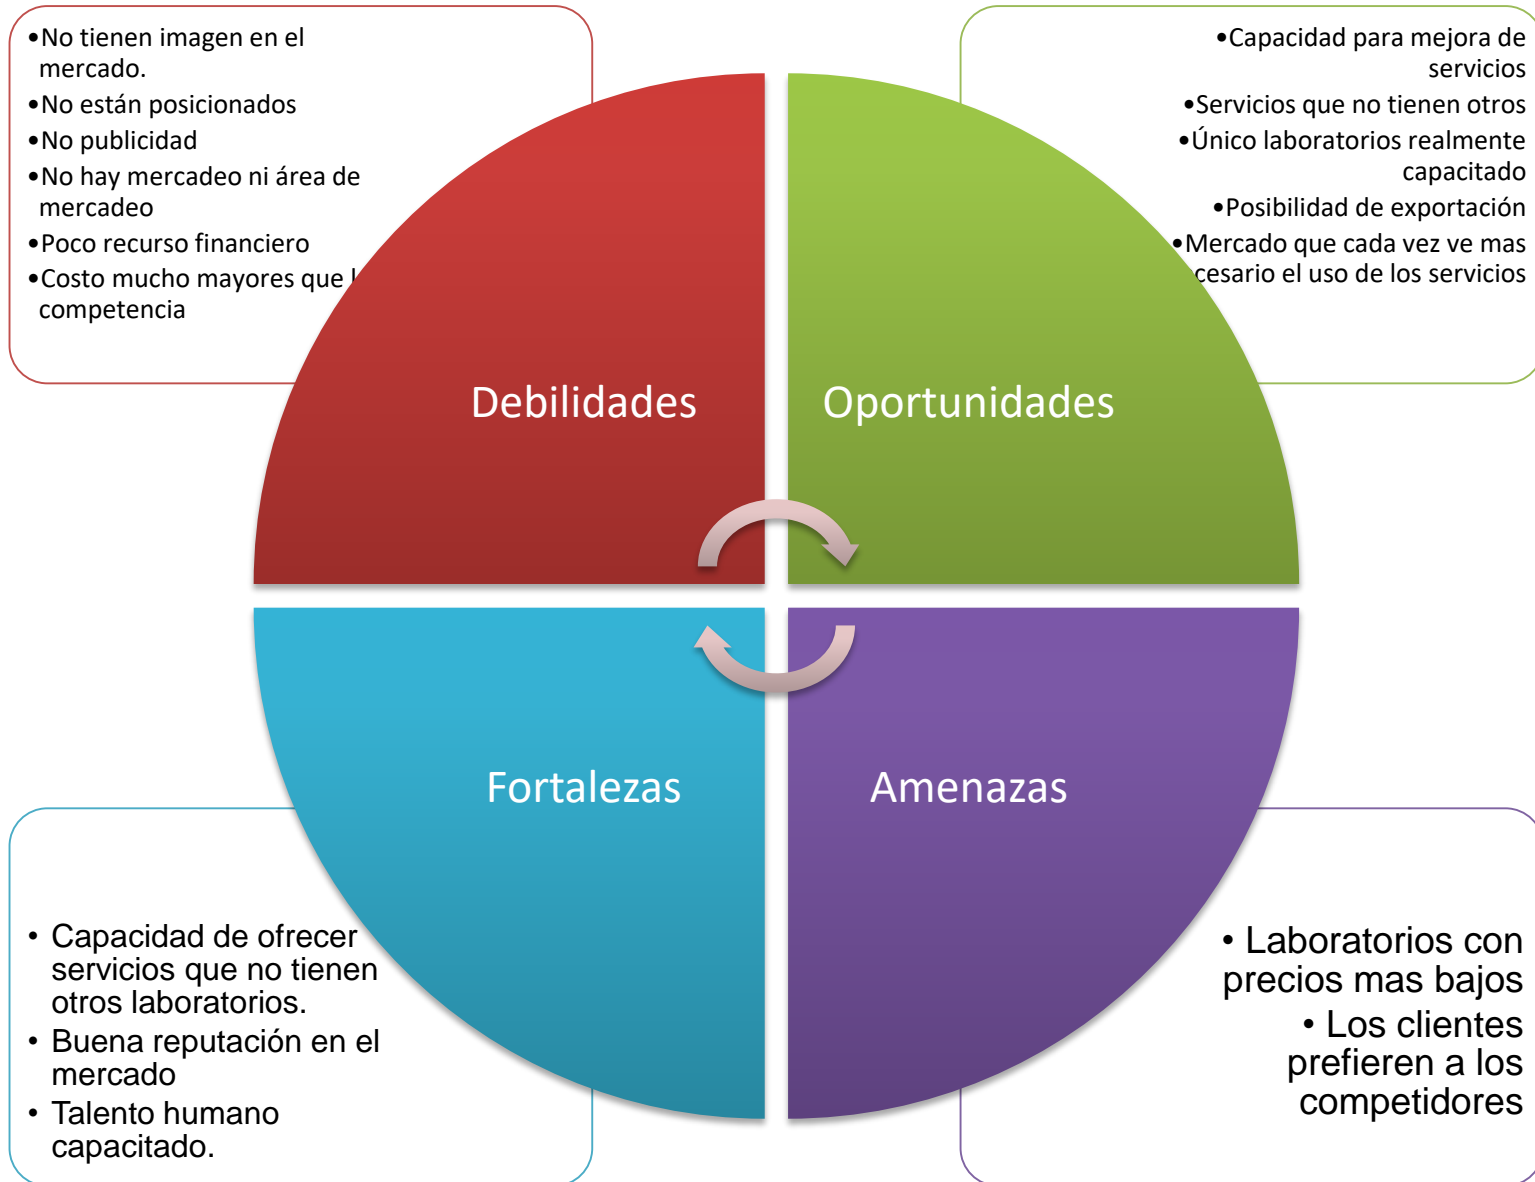 •No tienen imagen en el
mercado.
•No están posicionados
•No publicidad
•No hay mercadeo ni área de
mercadeo
•Poco recurso financiero
•Costo mucho mayores que
competencia
•Capacidad para mejora de
servicios
•Servicios que no tienen otros
•Único laboratorios realmente
capacitado
•Posibilidad de exportación
•Mercado que cada vez ve mas
cesario el uso de los servicios
Debilidades
Oportunidades
Fortalezas
Amenazas
• Capacidad de ofrecer
servicios que no tienen
otros laboratorios.
• Buena reputación en el
mercado
• Talento humano
capacitado.
• Laboratorios con
precios mas bajos
• Los clientes
prefieren a los
competidores